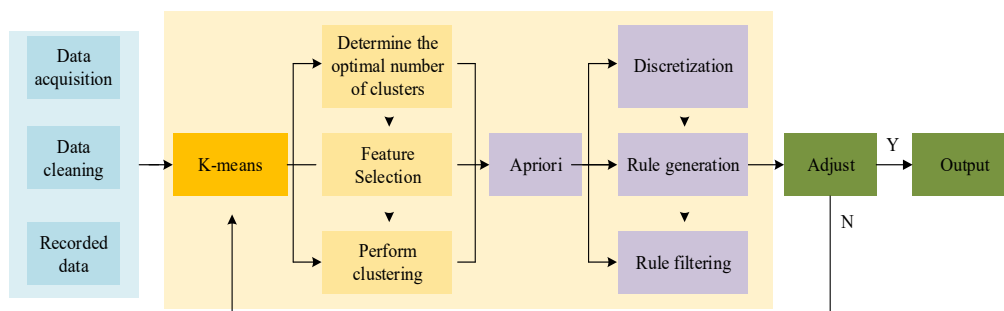 Data
acquisition
Data
cleaning
Recorded
data
K-means
Determine the
optimal number
of clusters
Feature
Selection
Perform
clustering
Apriori
Discretization
Rule generation
Rule filtering
Adjust
Y
N
Output